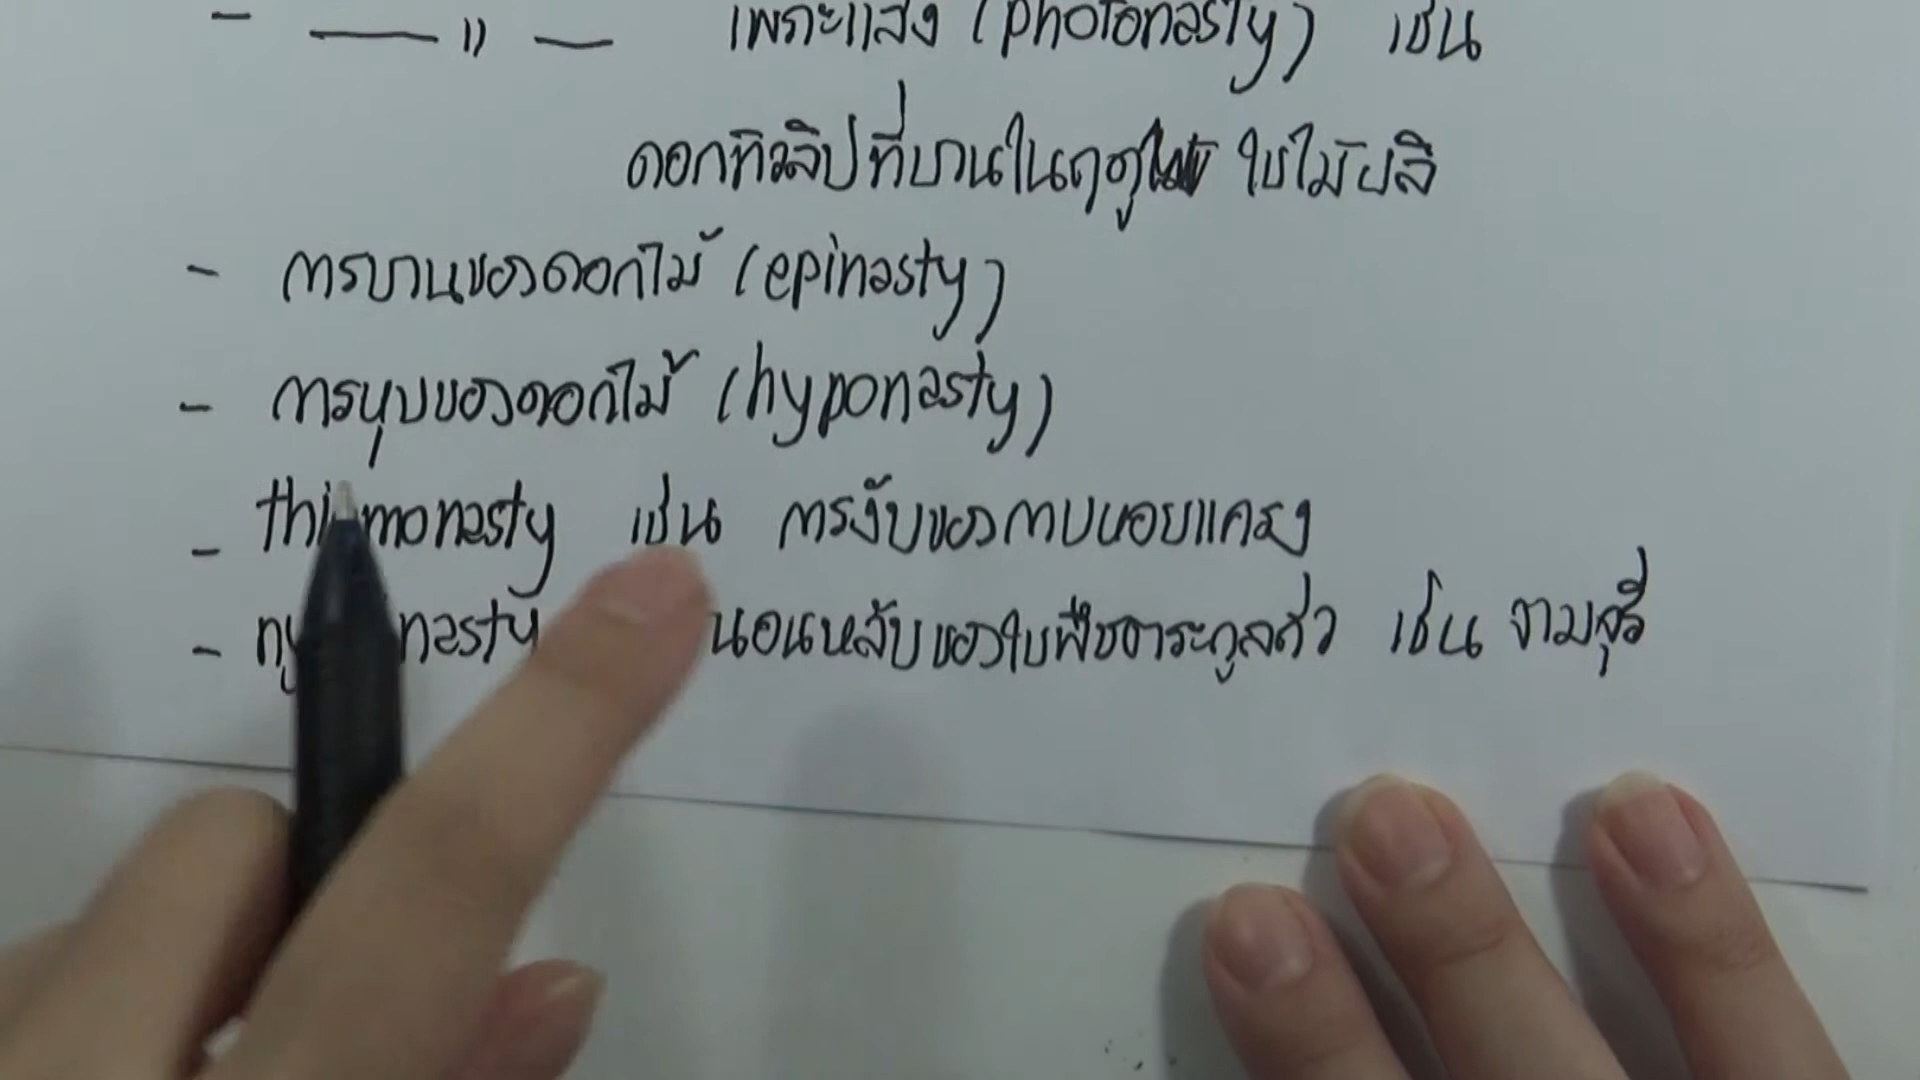 - —— " — เพราะแสง (photonasty) เช่น
ดอกทิวลิปที่บานในฤดู ใบไม้ผลิ
- การบานของดอกไม้ (epinasty)
- การหุบของดอกไม้ (hyponasty)
- เช่น การงับของกาบหอยแครง
- นอนหลับของใบพืชตระกูลถั่ว เช่น จามจุรี